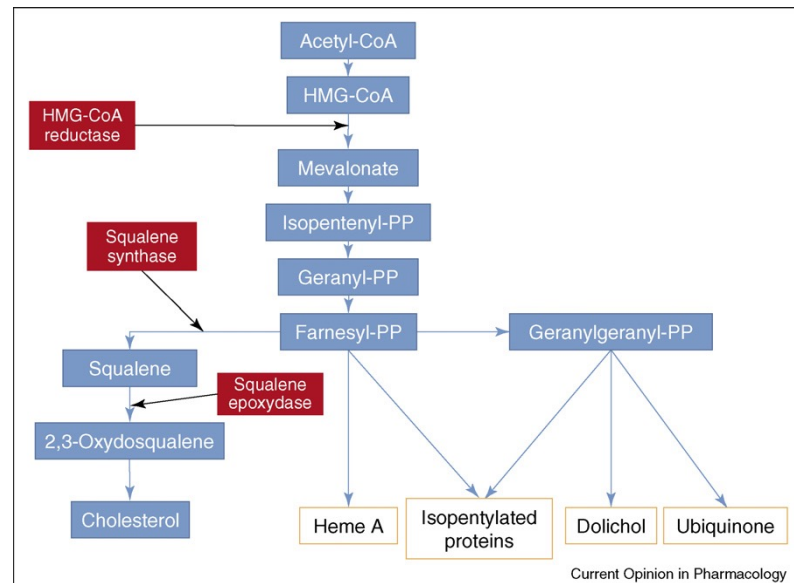 Acetyl-CoA
HMG-CoA
HMG-CoA
reductase
Mevalonate
Isopentenyl-PP
Squalene
synthase
Geranyl-PP
Farnesyl-PP
Geranylgeranyl-PP
Squalene
Squalene
epoxydase
2,3-Oxydosqualene
Cholesterol
Heme A
Isopentylated
proteins
Dolichol
Ubiquinone
Current Opinion in Pharmacology